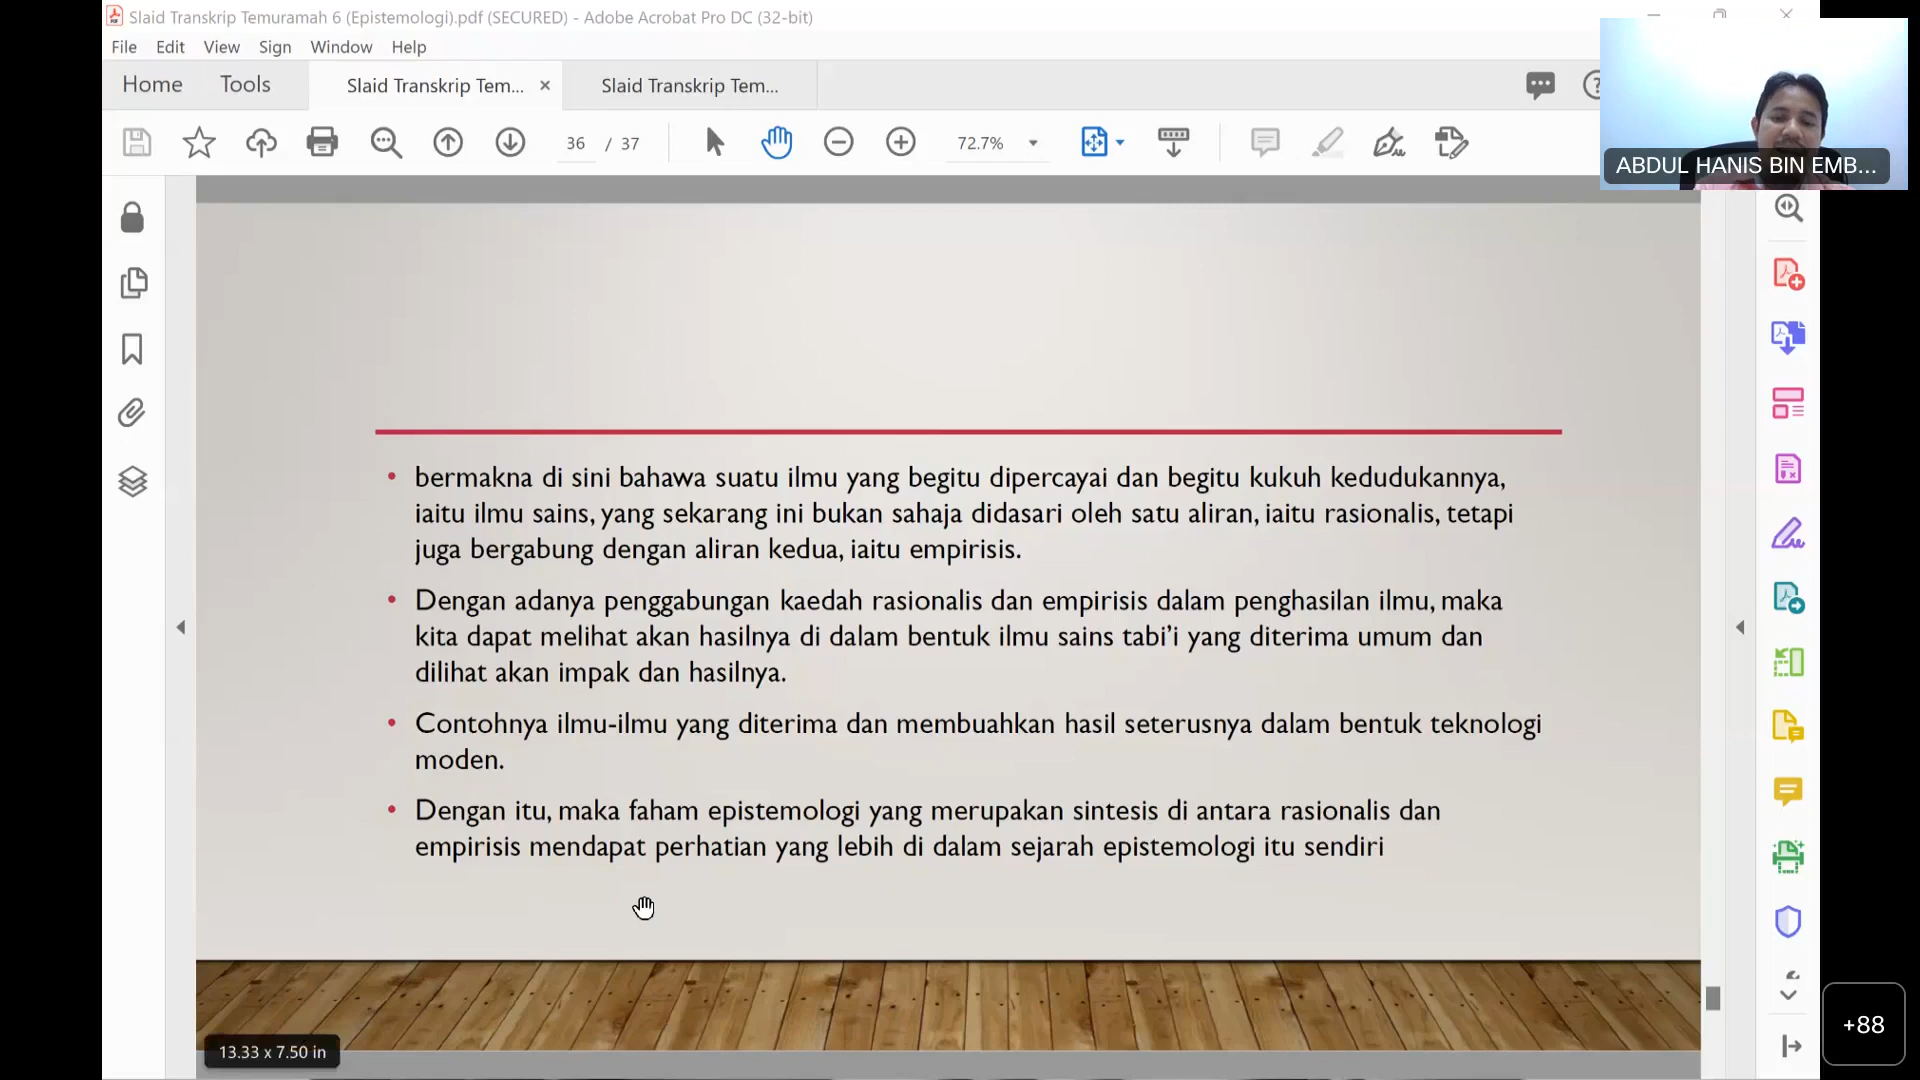 Slaid Transkrip Temuramah 6 (Epistemologi).pdf (SECURED) - Adobe Acrobat Pro DC (32-bit)
File Edit View Sign Window Help
Home Tools Slaid Transkrip Tem... × Slaid Transkrip Tem...
36 / 37 72.7%
ABDUL HANIS BIN EMB...
• bermakna di sini bahawa suatu ilmu yang begitu dipercayai dan begitu kukuh kedudukannya,
iaitu ilmu sains, yang sekarang ini bukan sahaja didasari oleh satu aliran, iaitu rasionalis, tetapi
juga bergabung dengan aliran kedua, iaitu empirisis.
• Dengan adanya penggabungan kaedah rasionalis dan empirisis dalam penghasilan ilmu, maka
kita dapat melihat akan hasilnya di dalam bentuk ilmu sains tabi’i yang diterima umum dan
dilihat akan impak dan hasilnya.
• Contohnya ilmu-ilmu yang diterima dan membuahkan hasil seterusnya dalam bentuk teknologi
moden.
• Dengan itu, maka faham epistemologi yang merupakan sintesis di antara rasionalis dan
empirisis mendapat perhatian yang lebih di dalam sejarah epistemologi itu sendiri
13.33 x 7.50 in
+88